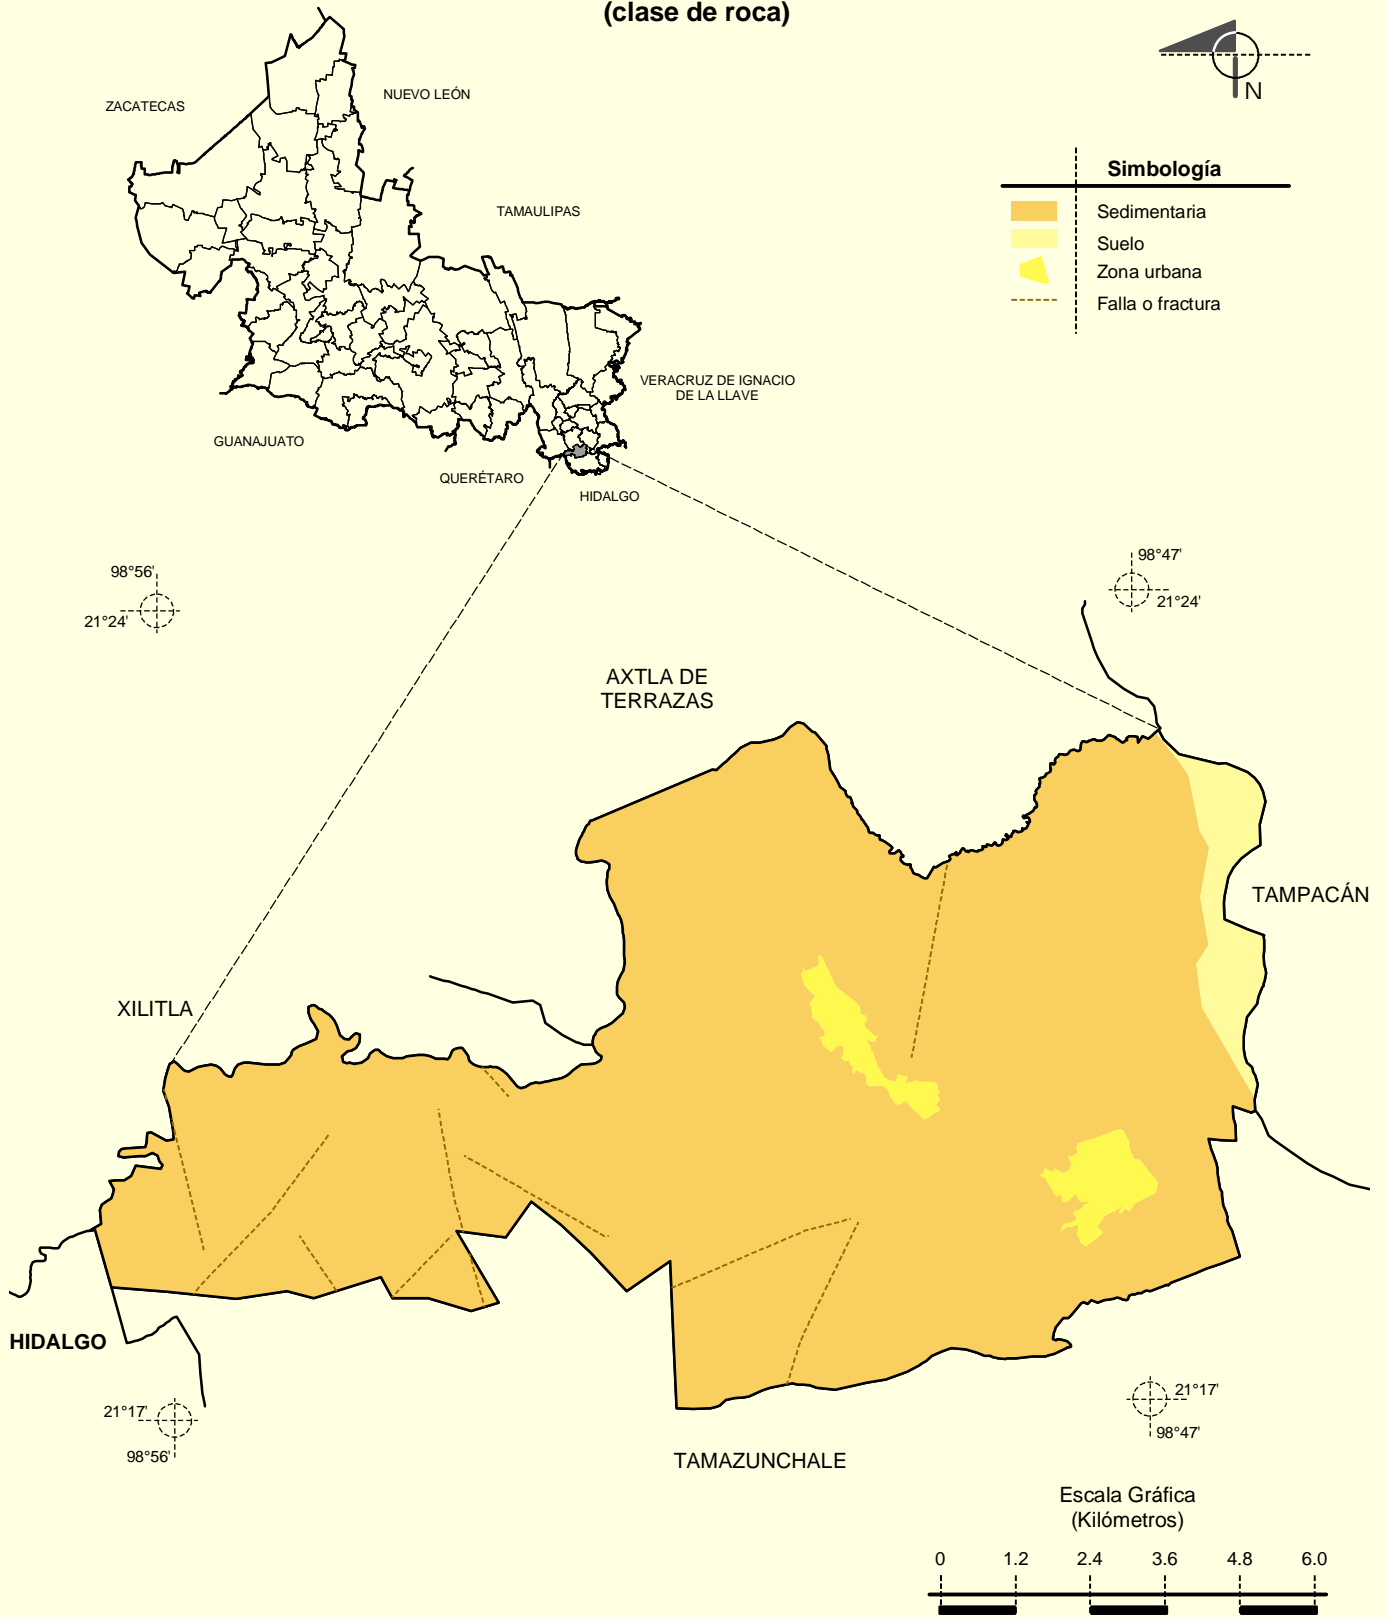 (clase de roca)
N
ZACATECAS
NUEVO LEÓN
TAMAULIPAS
VERACRUZ DE IGNACIO
DE LA LLAVE
GUANAJUATO
QUERÉTARO
HIDALGO
Simbología
Sedimentaria
Suelo
Zona urbana
Falla o fractura
98°56'
21°24'
98°47'
21°24'
AXTLA DE
TERRAZAS
TAMPACÁN
XILITLA
HIDALGO
21°17'
98°56'
21°17'
98°47'
TAMAZUNCHALE
Escala Gráfica
(Kilómetros)
0 1.2 2.4 3.6 4.8 6.0